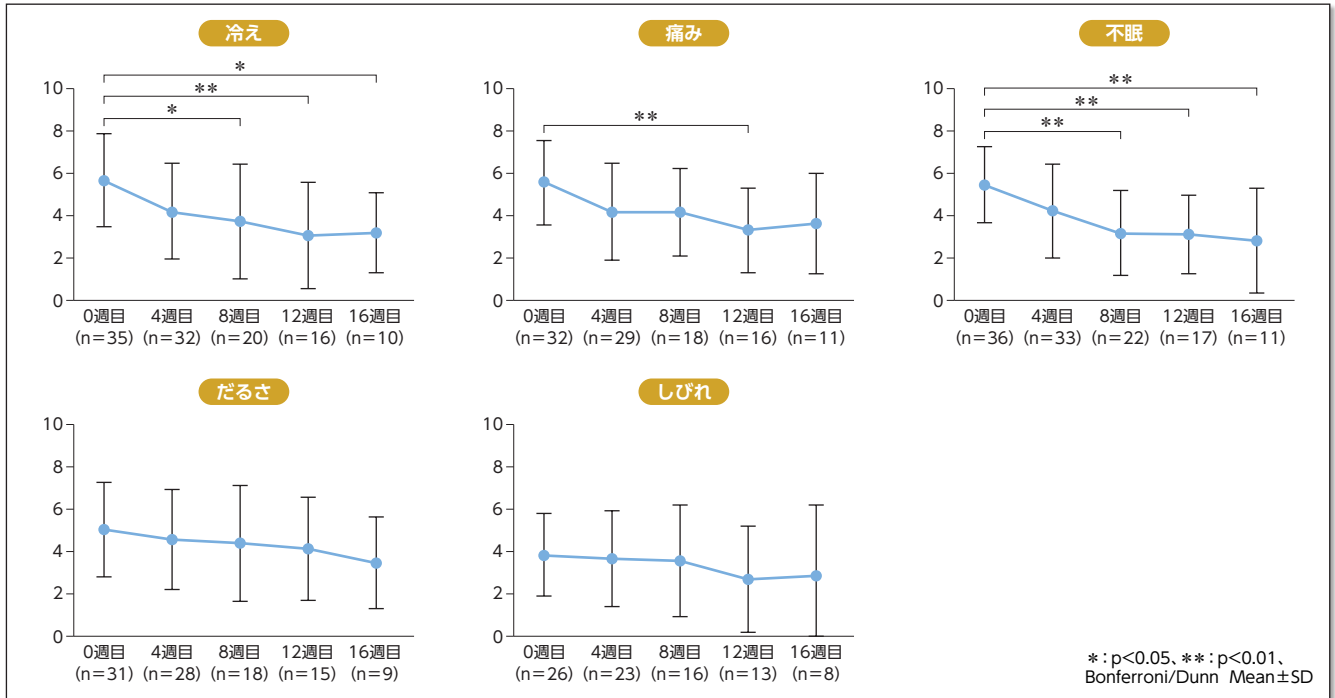 冷え
*
**
*
10
8
6
4
2
0
0週目 4週目 8週目 12週目 16週目
(n=35) (n=32) (n=20) (n=16) (n=10)
痛み
**
10
8
6
4
2
0
0週目 4週目 8週目 12週目 16週目
(n=32) (n=29) (n=18) (n=16) (n=11)
不眠
**
**
**
10
8
6
4
2
0
0週目 4週目 8週目 12週目 16週目
(n=36) (n=33) (n=22) (n=17) (n=11)
だるさ
10
8
6
4
2
0
0週目 4週目 8週目 12週目 16週目
(n=31) (n=28) (n=18) (n=15) (n=9)
しびれ
10
8
6
4
2
0
0週目 4週目 8週目 12週目 16週目
(n=26) (n=23) (n=16) (n=13) (n=8)
*:p<0.05、**:p<0.01、
Bonferroni/Dunn Mean±SD